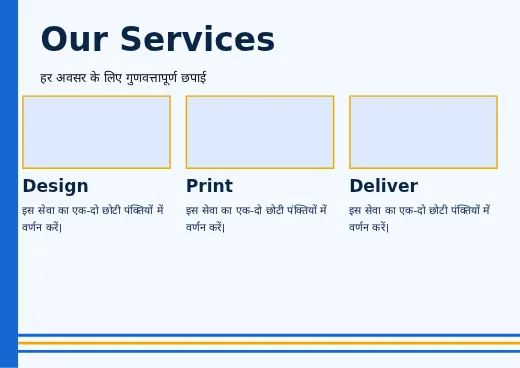 Our Services
हर अवसर के लिए गुणवत्तापूर्ण छपाई
Design
इस सेवा का एक-दो छोटी पंक्तियों में
वर्णन करें|
Print
इस सेवा का एक-दो छोटी पंक्तियों में
वर्णन करें|
Deliver
इस सेवा का एक-दो छोटी पंक्तियों में
वर्णन करें|